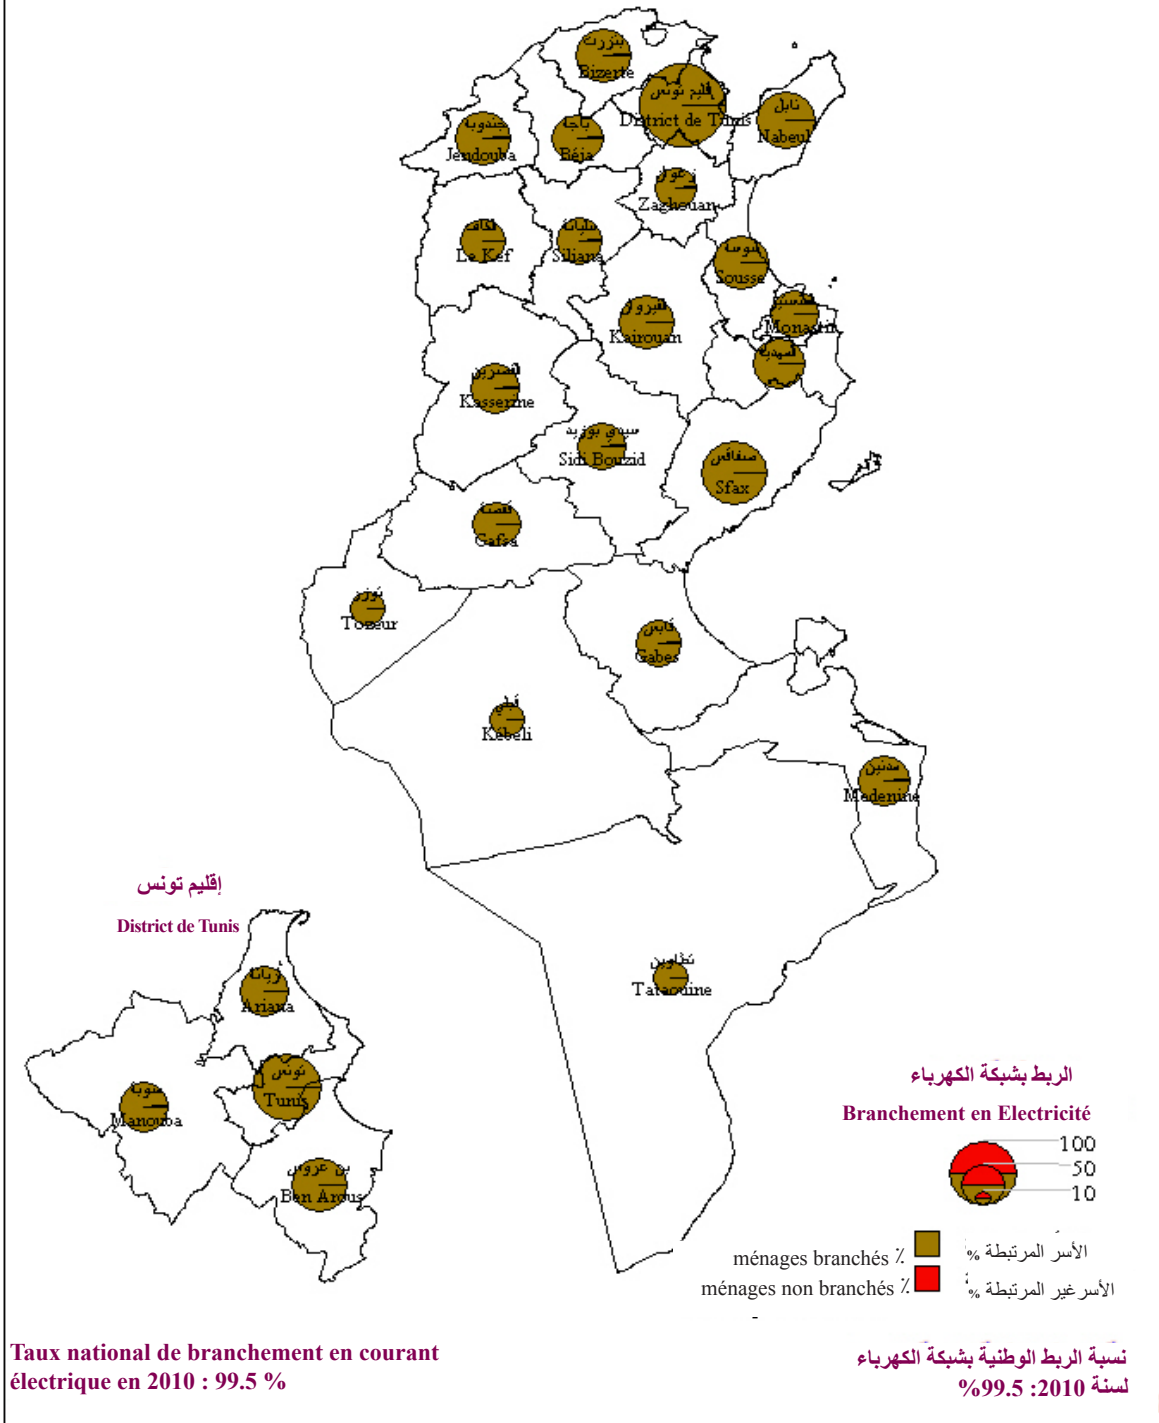 بنزرت
Bizerte
إقليم تونس
District de Tunis
نابل
Nabeul
جندوبة
Jendouba
باجة
Béja
زغوان
Zaghouan
الكاف
Le Kef
سليانة
Siliana
سوسة
Sousse
Monastir
القيروان
Kairouan
المهدية
القصرين
Kasserine
سيدي بوزيد
Sidi Bouzid
صفاقس
Sfax
قفصة
Gafsa
توزر
Tozeur
قابس
Gabes
قبلي
Kébeli
مدنين
Medenine
تطاوين
Tataouine
إقليم تونس
District de Tunis
أريانة
Ariana
تونس
Tunis
منوبة
Manouba
بن عروس
Ben Arous
الربط بشبكة الكهرباء
Branchement en Electricité
100
50
10
ménages branchés % الأسر المرتبطة %
ménages non branchés % الأسر غير المرتبطة %
Taux national de branchement en courant
électrique en 2010 : 99.5 %
نسبة الربط الوطنية بشبكة الكهرباء
لسنة 2010: 99.5%